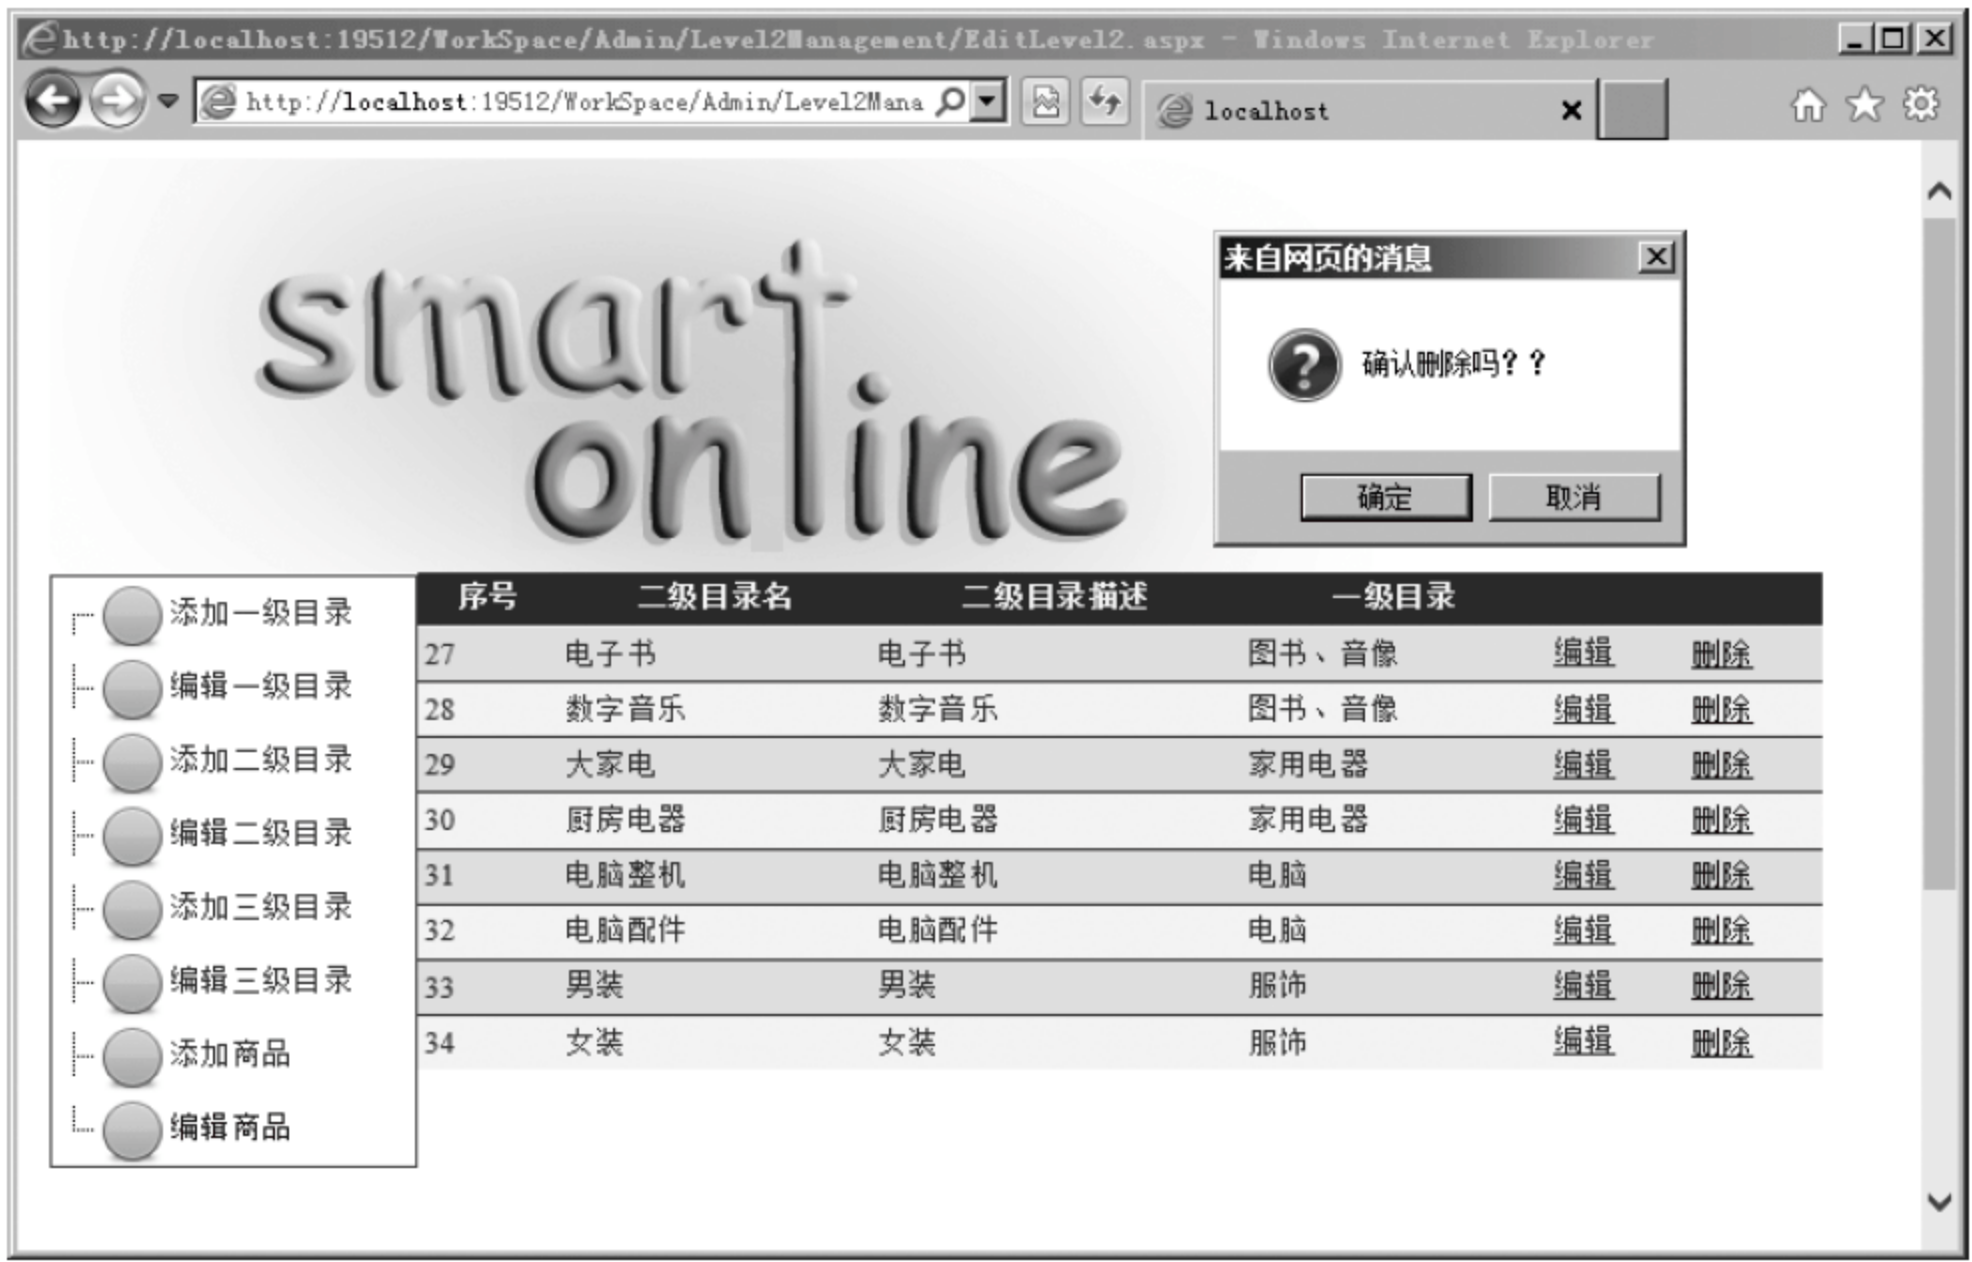 http://localhost:19512/WorkSpace/Admin/Level2Management/EditLevel2.aspx - Windows Internet Explorer
http://localhost:19512/WorkSpace/Admin/Level2Mana
localhost
smart
online
来自网页的消息
确认删除吗？？
确定 取消
添加一级目录
编辑一级目录
添加二级目录
编辑二级目录
添加三级目录
编辑三级目录
添加商品
编辑商品
序号 二级目录名 二级目录描述 一级目录
27 电子书 电子书 图书、音像 编辑 删除
28 数字音乐 数字音乐 图书、音像 编辑 删除
29 大家电 大家电 家用电器 编辑 删除
30 厨房电器 厨房电器 家用电器 编辑 删除
31 电脑整机 电脑整机 电脑 编辑 删除
32 电脑配件 电脑配件 电脑 编辑 删除
33 男装 男装 服饰 编辑 删除
34 女装 女装 服饰 编辑 删除